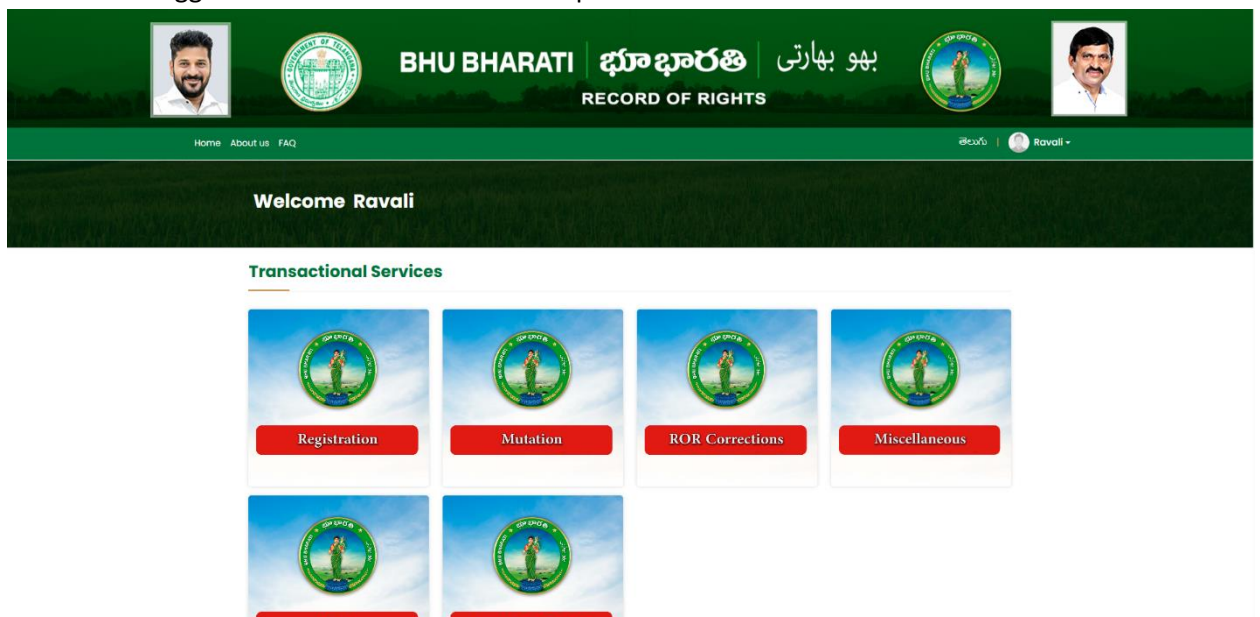 BHU BHARATI | భూ భారతి | بھو بھارتی
RECORD OF RIGHTS
Home About us FAQ
తెలుగు | Ravali
Welcome Ravali
Transactional Services
Registration
Mutation
ROR Corrections
Miscellaneous